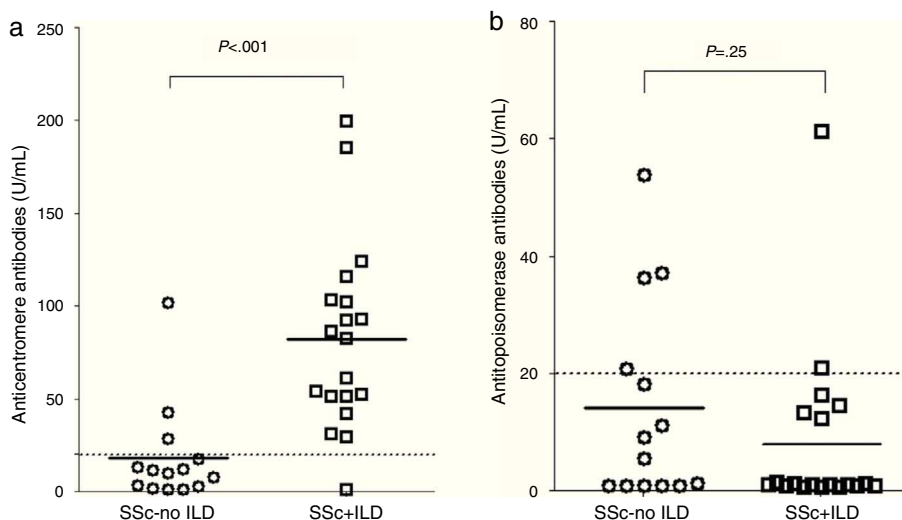 a
P<.001
Anticentromere antibodies (U/mL)
250
200
150
100
50
0
SSc-no ILD
SSc+ILD
b
P=.25
Antitopoisomerase antibodies (U/mL)
80
60
40
20
0
SSc-no ILD
SSc+ILD